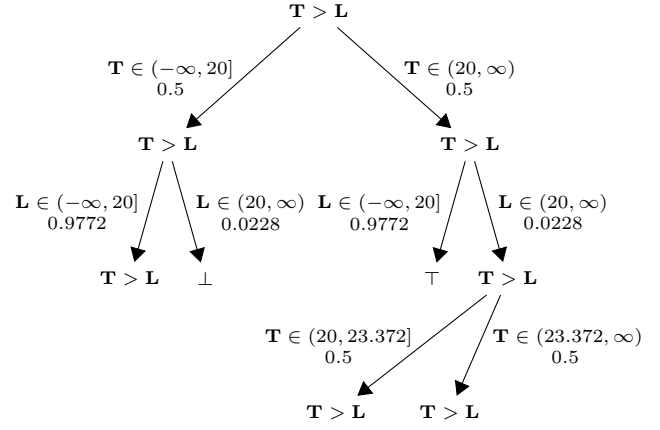 T > L
T ∈ (−∞, 20]
0.5
T ∈ (20, ∞)
0.5
T > L
T > L
L ∈ (−∞, 20]
0.9772
L ∈ (20, ∞)
0.0228
L ∈ (−∞, 20]
0.9772
L ∈ (20, ∞)
0.0228
T > L
⊥
⊤
T > L
T ∈ (20, 23.372]
0.5
T ∈ (23.372, ∞)
0.5
T > L
T > L